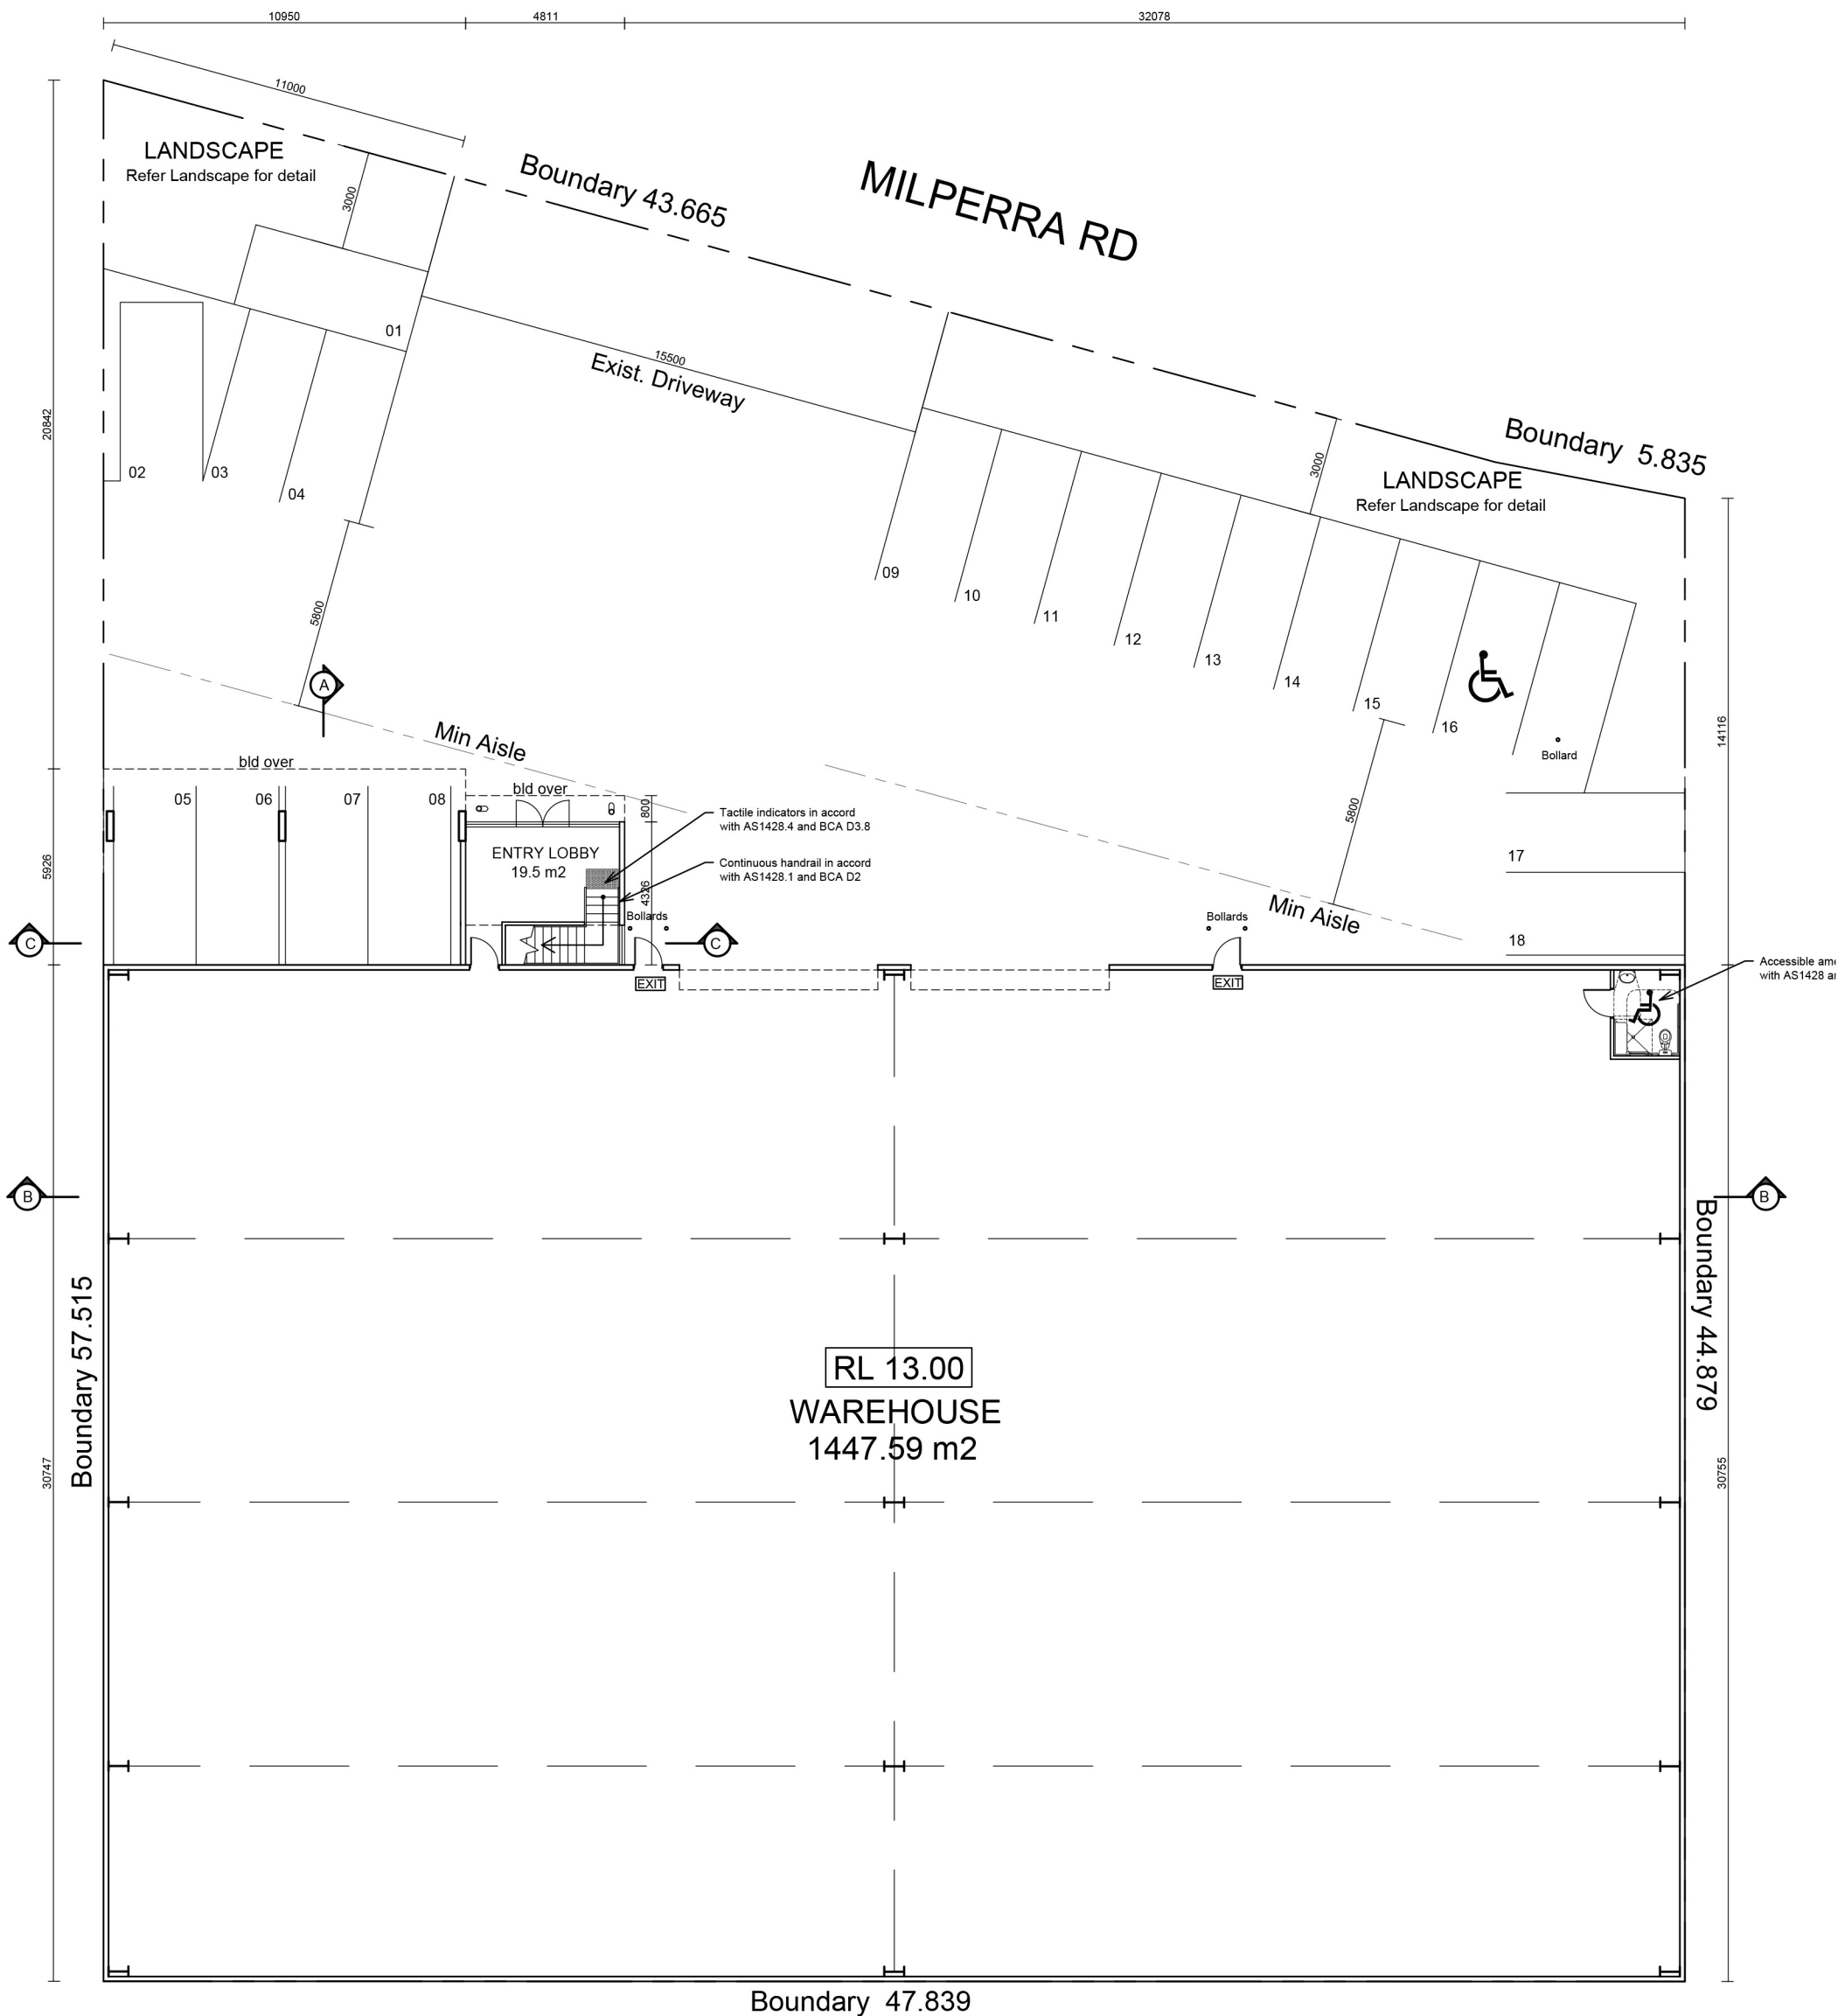 10950
4811
32078
11000
LANDSCAPE
Refer Landscape for detail
3000
Boundary 43.665
MILPERRA RD
01
15500
Exist. Driveway
20842
02
03
04
Boundary 5.835
3000
LANDSCAPE
Refer Landscape for detail
09
10
11
12
13
14
15
16
5800
A
Min Aisle
Bollard
14116
bld over
bld over
05
06
07
08
800
Tactile indicators in accord
with AS1428.4 and BCA D3.8
5800
ENTRY LOBBY
19.5 m2
Continuous handrail in accord
with AS1428.1 and BCA D2
17
5926
4326
Bollards
Bollards
Min Aisle
C
C
18
EXIT
EXIT
Accessible
with AS1428
B
B
Boundary 57.515
Boundary 44.879
RL 13.00
WAREHOUSE
1447.59 m2
30747
30755
Boundary 47.839